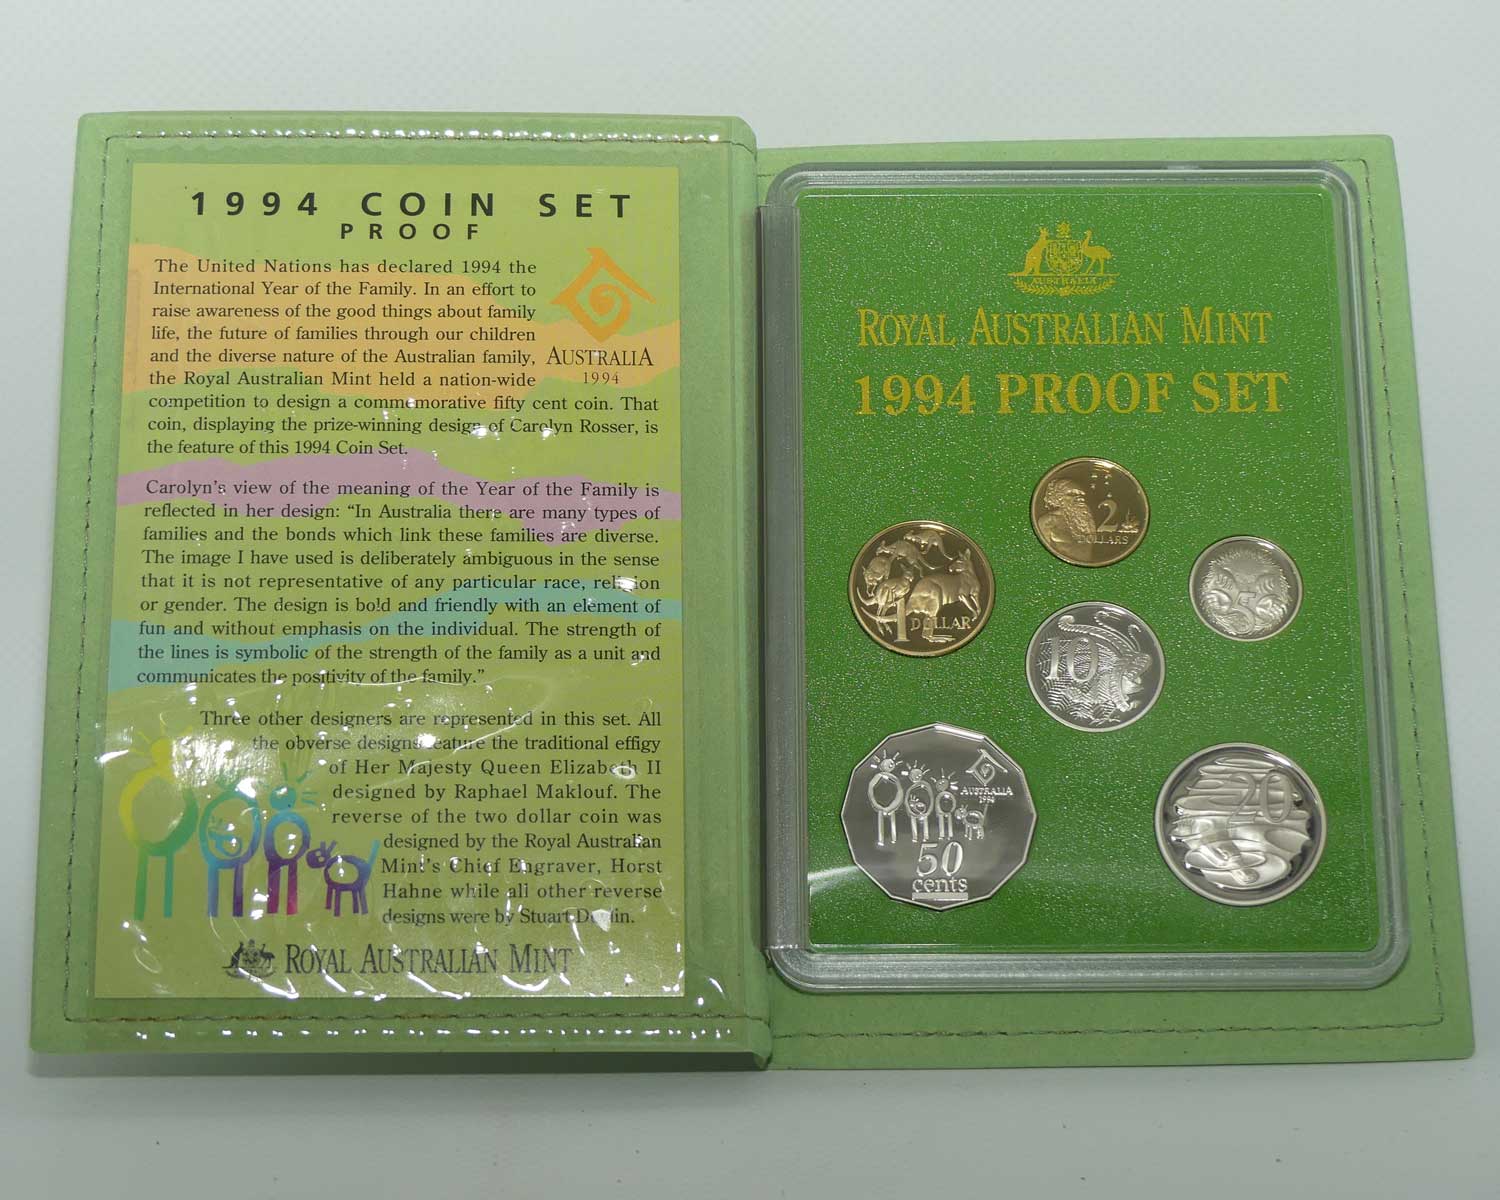 1994 COIN SET
PROOF
The United Nations has declared 1994 the
International Year of the Family. In an effort to
raise awareness of the good things about family
life, the future of families through our children
and the diverse nature of the Australian family,
the Royal Australian Mint held a nation-wide
competition to design a commemorative fifty cent coin. That
coin, displaying the prize-winning design of Carolyn Rosser, is
the feature of this 1994 Coin Set.
AUSTRALIA
1994
Carolyn's view of the meaning of the Year of the Family is
reflected in her design: “In Australia there are many types of
families and the bonds which link these families are diverse.
The image I have used is deliberately ambiguous in the sense
that it is not representative of any particular race, religion
or gender. The design is bold and friendly with an element of
fun and without emphasis on the individual. The strength of
the lines is symbolic of the strength of the family as a unit and
communicates the positivity of the family.”
Three other designers are represented in this set. All
the obverse designs feature the traditional effigy
of Her Majesty Queen Elizabeth II
designed by Raphael Maklouf. The
reverse of the two dollar coin was
designed by the Royal Australian
Mint's Chief Engraver, Horst
Hahne while all other reverse
designs were by Stuart Devlin.
ROYAL AUSTRALIAN MINT
AUSTRALIA
ROYAL AUSTRALIAN MINT
1994 PROOF SET
2
DOLLARS
1 DOLLAR
5
10
AUSTRALIA
1994
50
cents
20